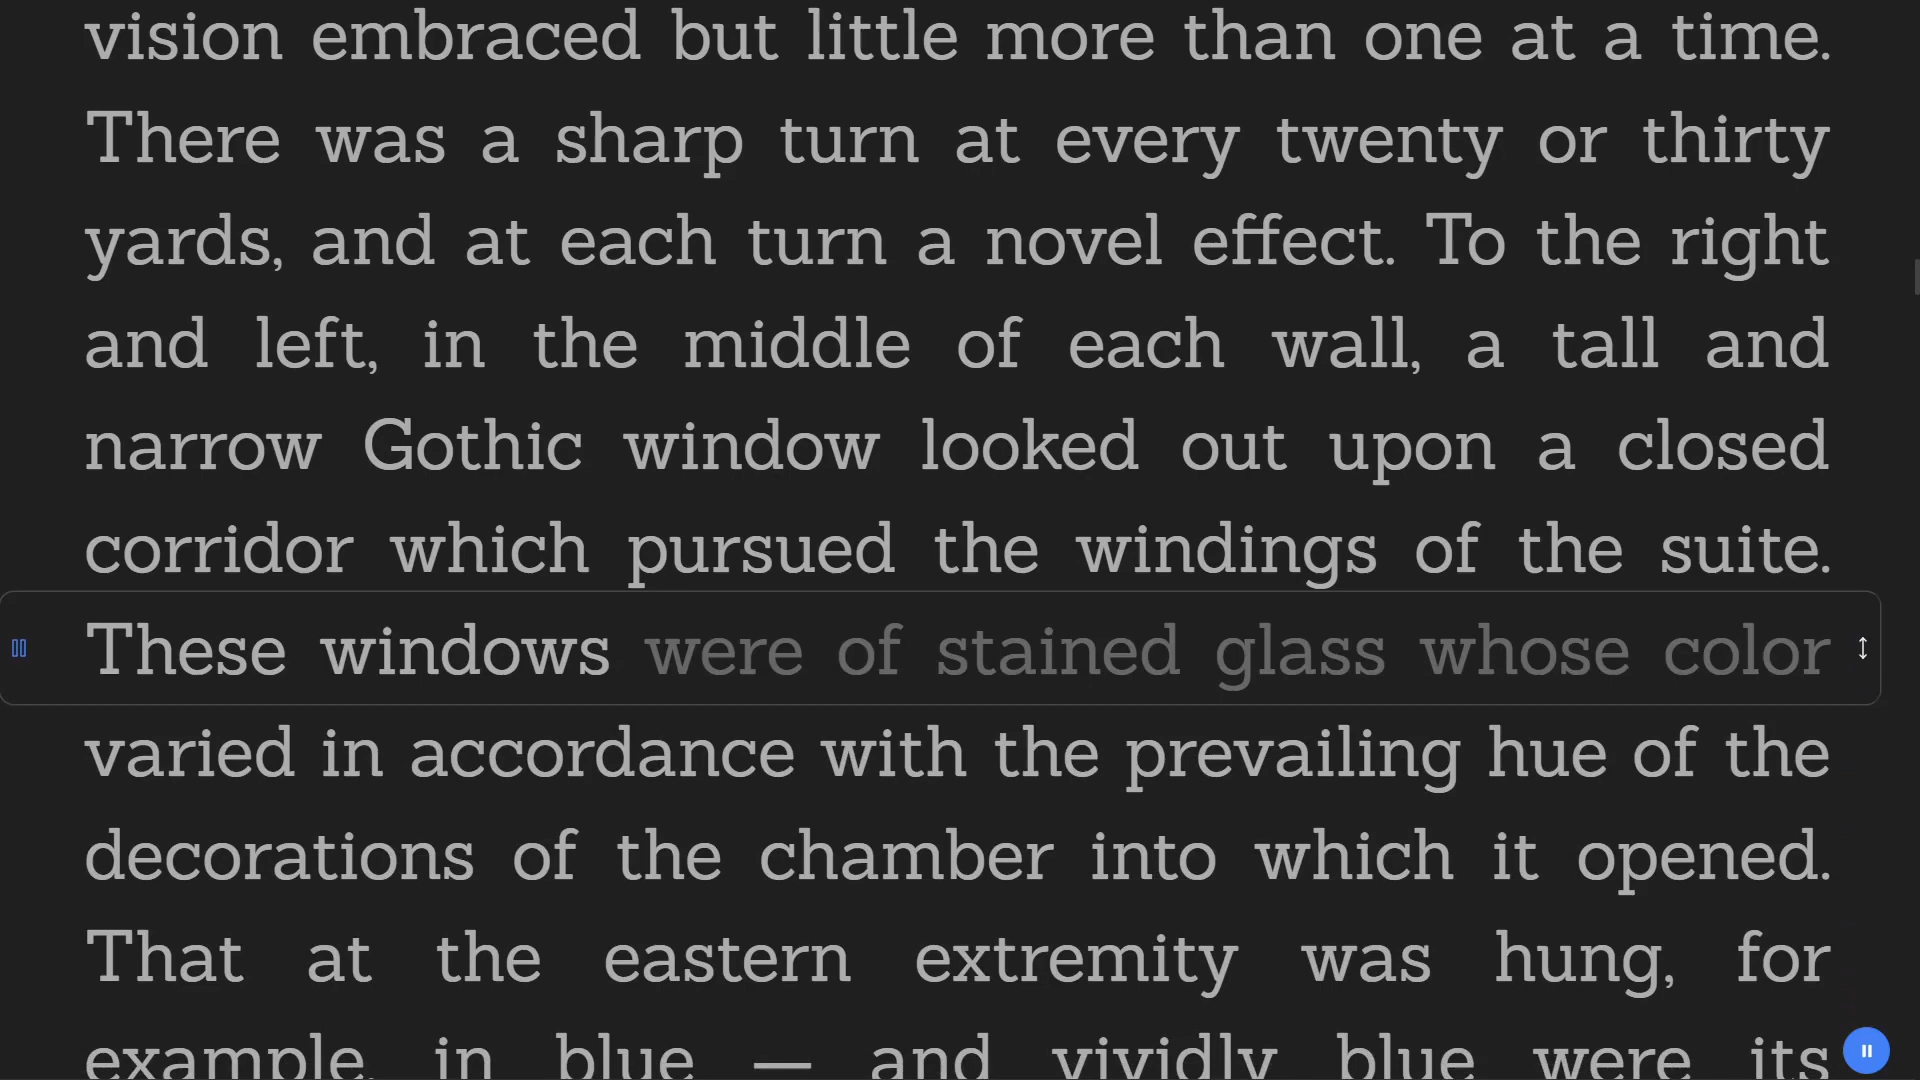 vision embraced but little more than one at a time.
There was a sharp turn at every twenty or thirty
yards, and at each turn a novel effect. To the right
and left, in the middle of each wall, a tall and
narrow Gothic window looked out upon a closed
corridor which pursued the windings of the suite.
These windows were of stained glass whose color
varied in accordance with the prevailing hue of the
decorations of the chamber into which it opened.
That at the eastern extremity was hung, for
example, in blue — and vividly blue were its